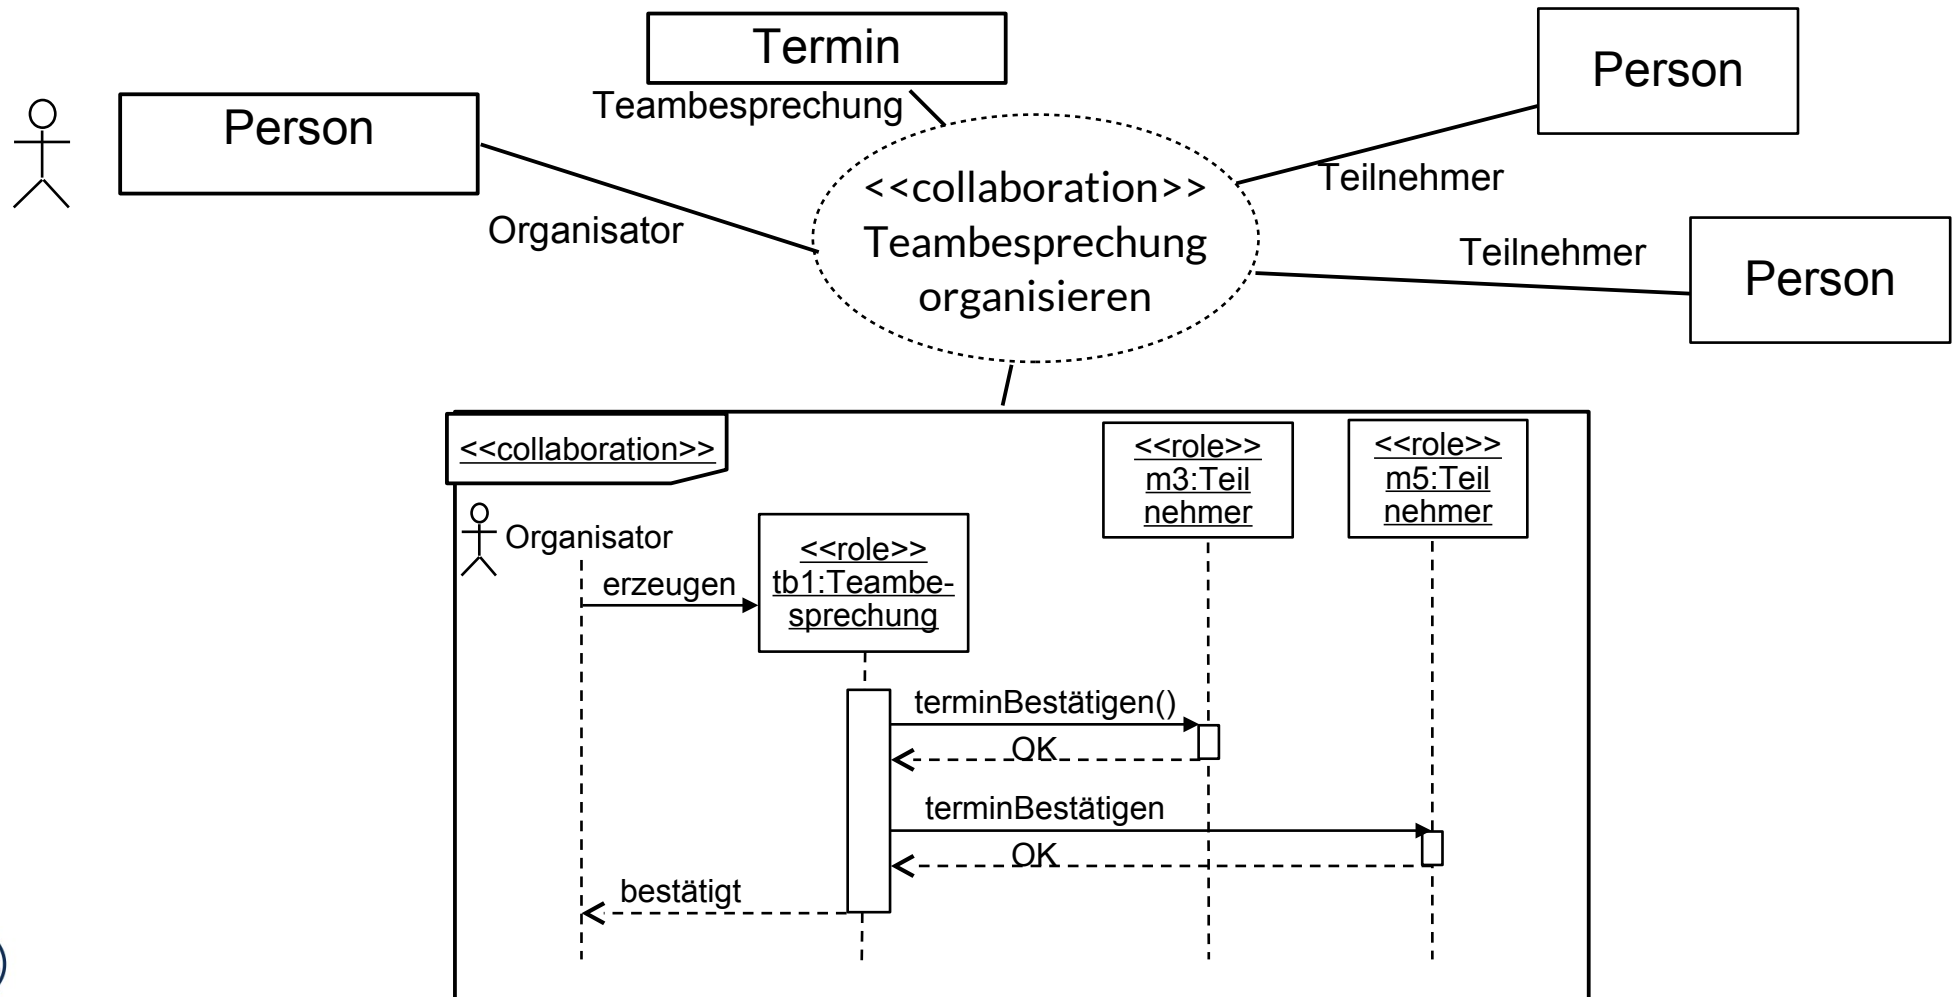 Termin
Person
Person
Teambesprechung
<<collaboration>>
Teambesprechung
organisieren
Teilnehmer
Organisator
Teilnehmer
Person
<<collaboration>>
<<role>>
m3:Teil
nehmer
<<role>>
m5:Teil
nehmer
Organisator
<<role>>
tb1:Teambe-
sprechung
erzeugen
terminBestätigen()
OK
terminBestätigen
OK
bestätigt